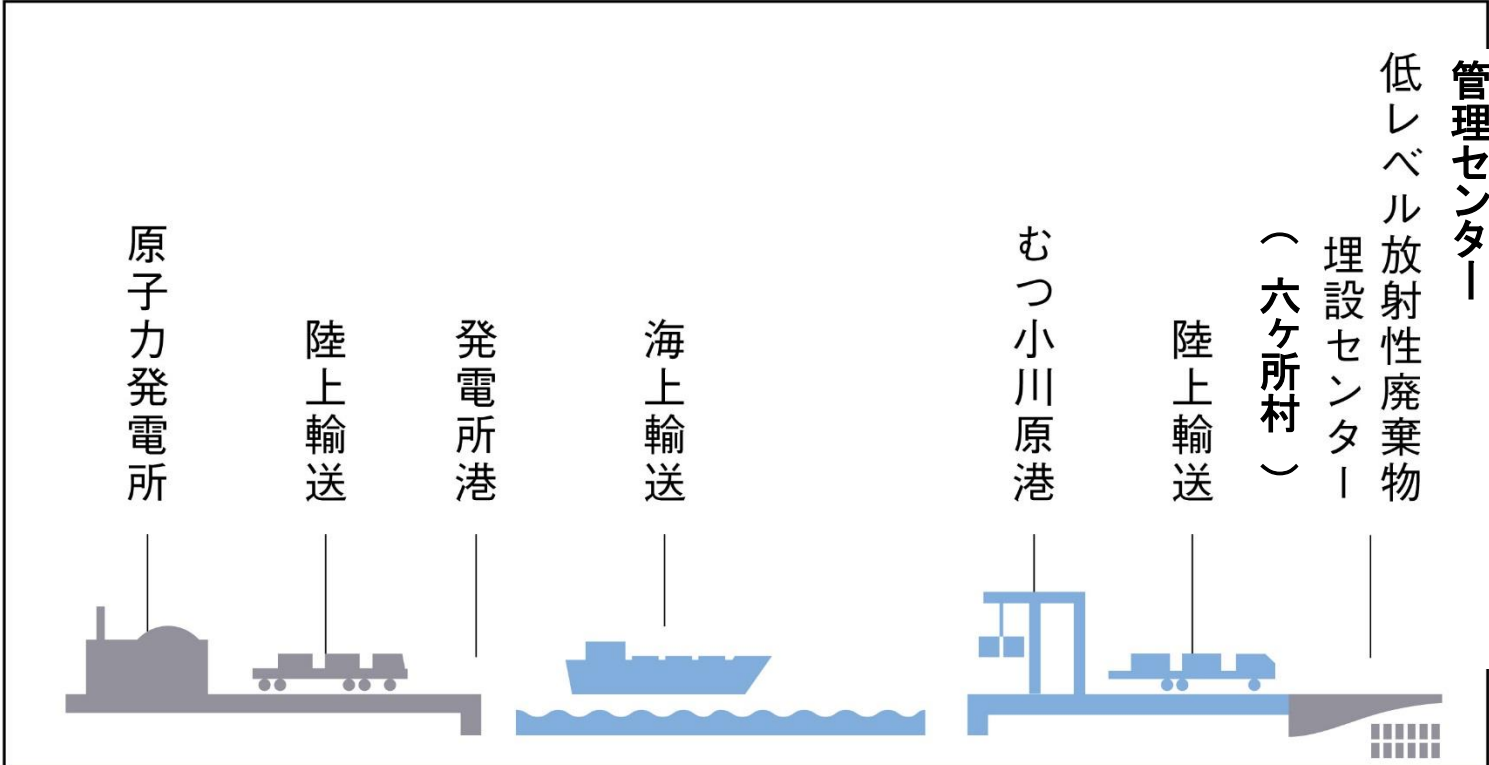 原子力発電所
陸上輸送
発電所港
海上輸送
むつ小川原港
陸上輸送
低レベル放射性廃棄物
埋設センター
（六ケ所村）
管理センター